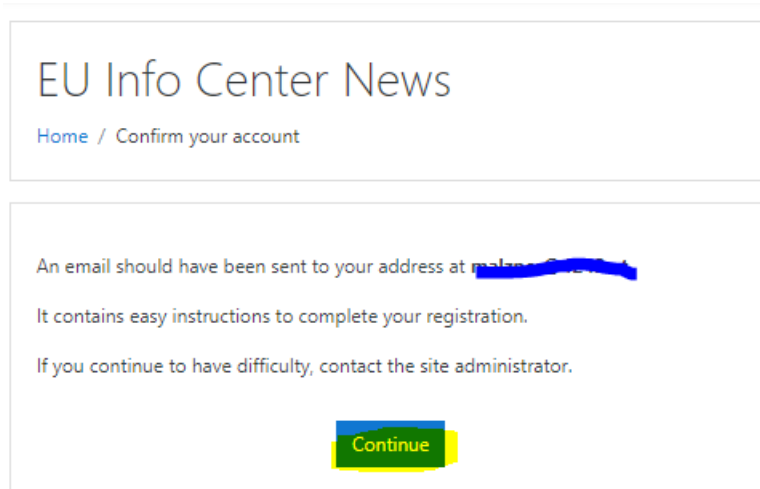 EU Info Center News
Home / Confirm your account
An email should have been sent to your address at
It contains easy instructions to complete your registration.
If you continue to have difficulty, contact the site administrator.
Continue